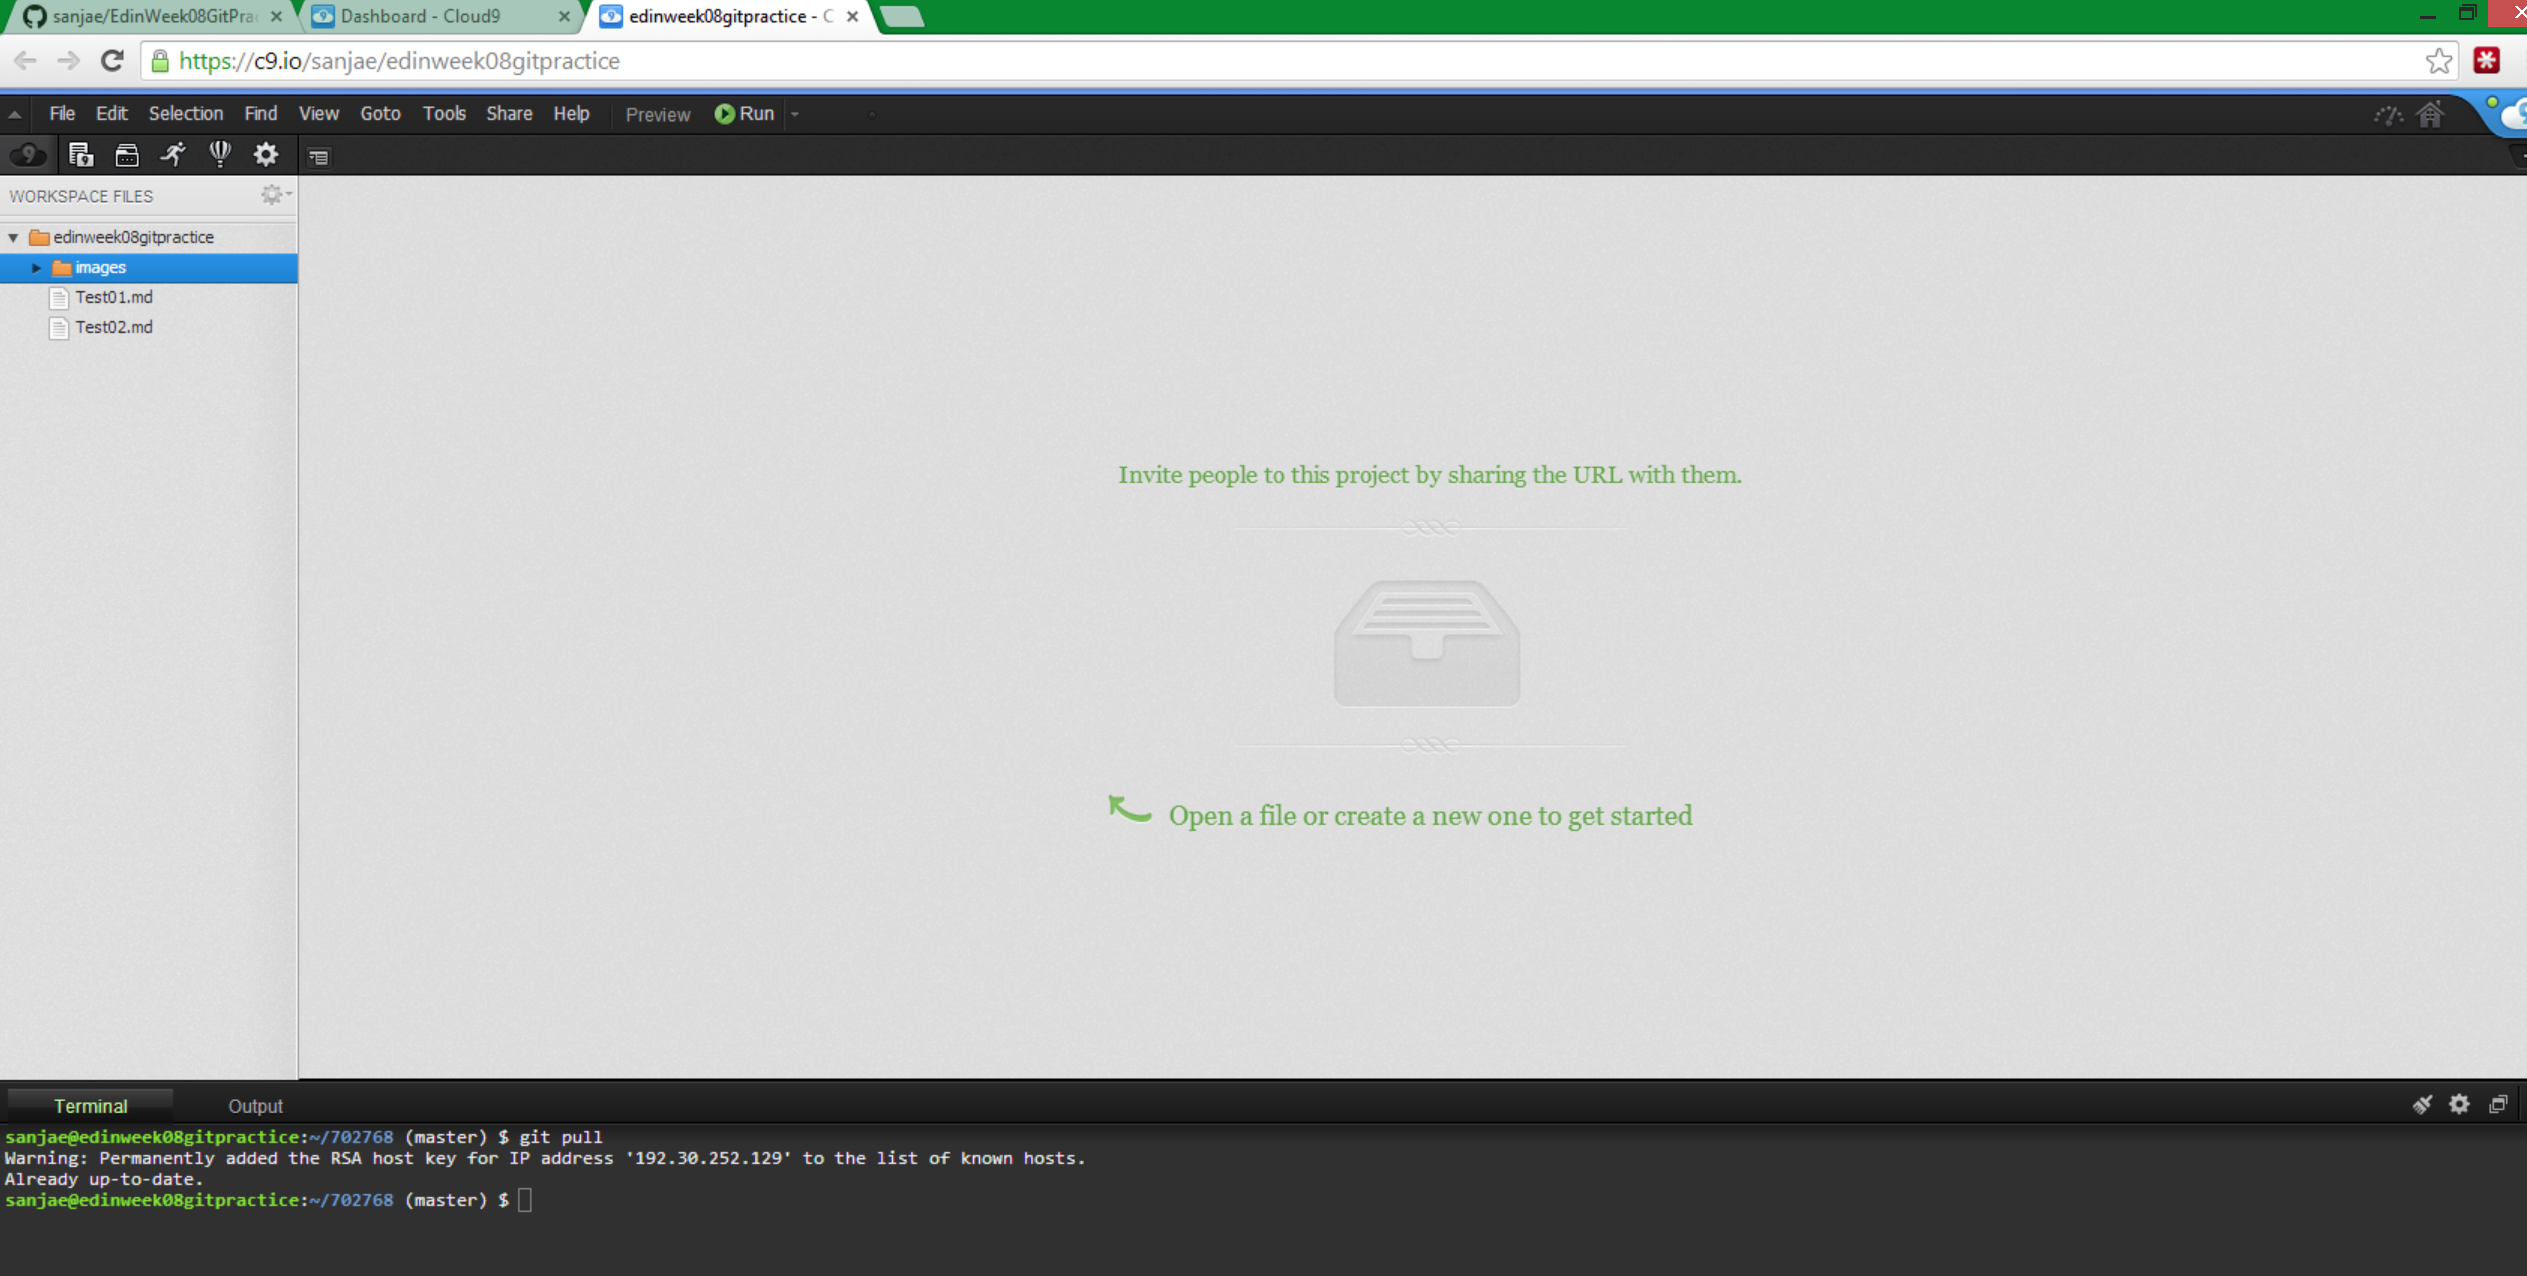 sanjae/EdinWeek08GitPra
Dashboard - Cloud9
edinweek08gitpractice - C
https://c9.io/sanjae/edinweek08gitpractice
File Edit Selection Find View Goto Tools Share Help Preview Run
WORKSPACE FILES
edinweek08gitpractice
images
Test01.md
Test02.md
Invite people to this project by sharing the URL with them.
Open a file or create a new one to get started
Terminal Output
sanjae@edinweek08gitpractice:~/702768 (master) $ git pull
Warning: Permanently added the RSA host key for IP address '192.30.252.129' to the list of known hosts.
Already up-to-date.
sanjae@edinweek08gitpractice:~/702768 (master) $